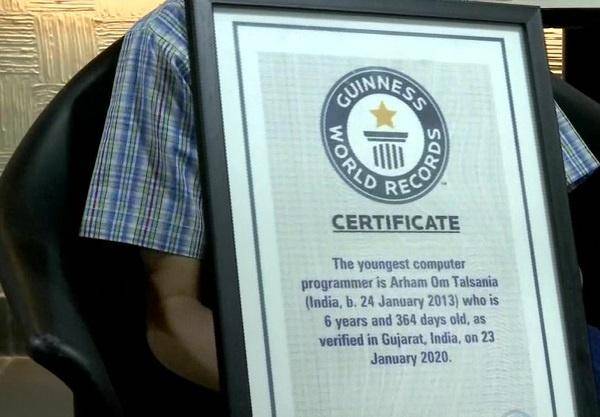 GUINNESS
WORLD RECORDS
CERTIFICATE
The youngest computer
programmer is Arham Om Talsania
(India, b. 24 January 2013) who is
6 years and 364 days old, as
verified in Gujarat, India, on 23
January 2020.